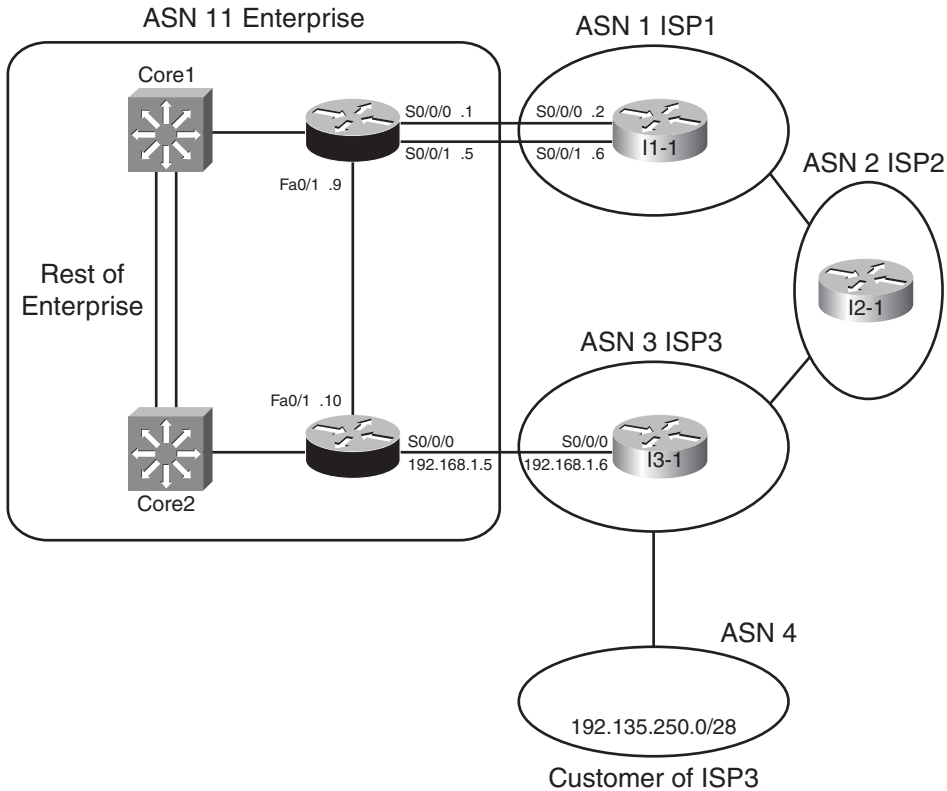 ASN 11 Enterprise
ASN 1 ISP1
Core1
S0/0/0 .1
S0/0/0 .2
S0/0/1 .5
S0/0/1 .6
I1-1
Fa0/1 .9
ASN 2 ISP2
I2-1
Rest of
Enterprise
ASN 3 ISP3
Fa0/1 .10
S0/0/0
192.168.1.5
S0/0/0
192.168.1.6
I3-1
Core2
ASN 4
192.135.250.0/28
Customer of ISP3